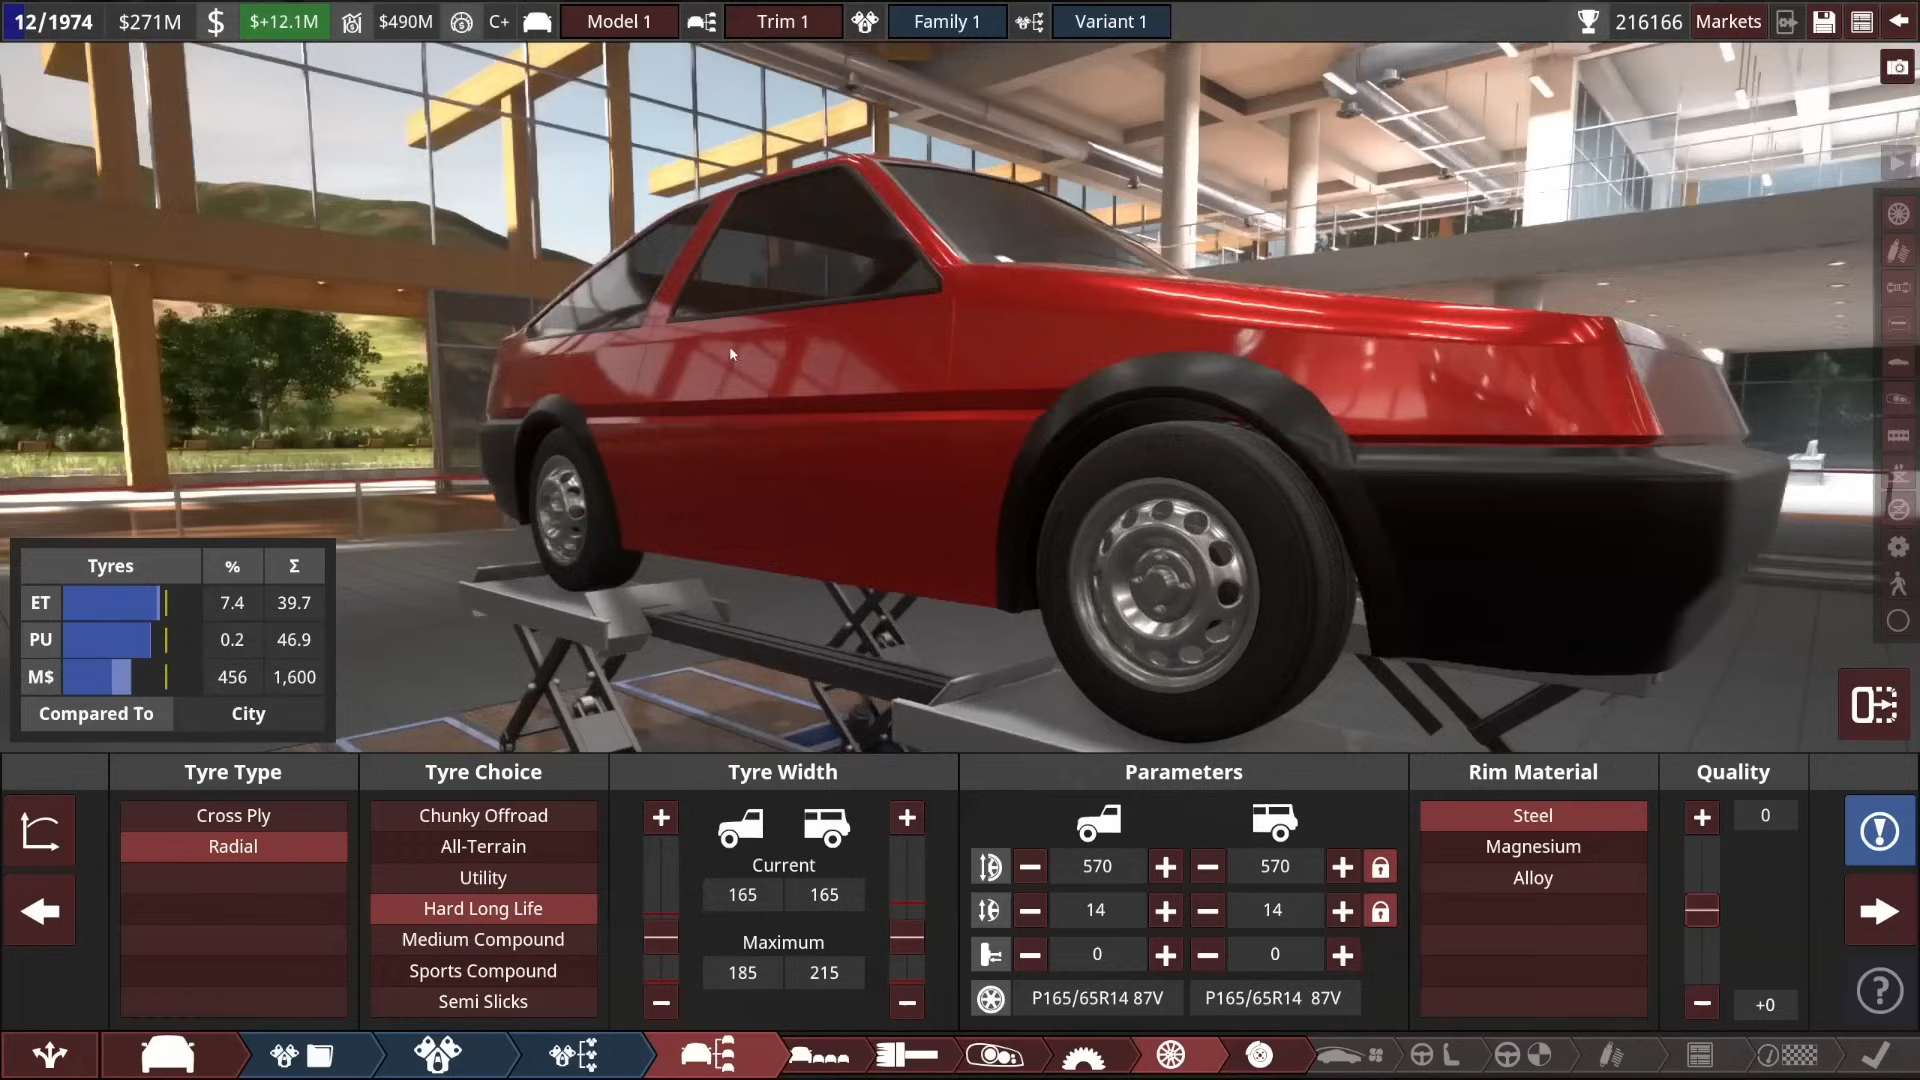 12/1974 $271M $+12.1M $490M C+ Model 1 Trim 1 Family 1 Variant 1 216166 Markets
Tyres % Σ
ET 7.4 39.7
PU 0.2 46.9
M$ 456 1,600
Compared To City
Tyre Type
Cross Ply
Radial
Tyre Choice
Chunky Offroad
All-Terrain
Utility
Hard Long Life
Medium Compound
Sports Compound
Semi Slicks
Tyre Width
Current
165 165
Maximum
185 215
Parameters
570 570
14 14
0 0
P165/65R14 87V P165/65R14 87V
Rim Material
Steel
Magnesium
Alloy
Quality
0
+0